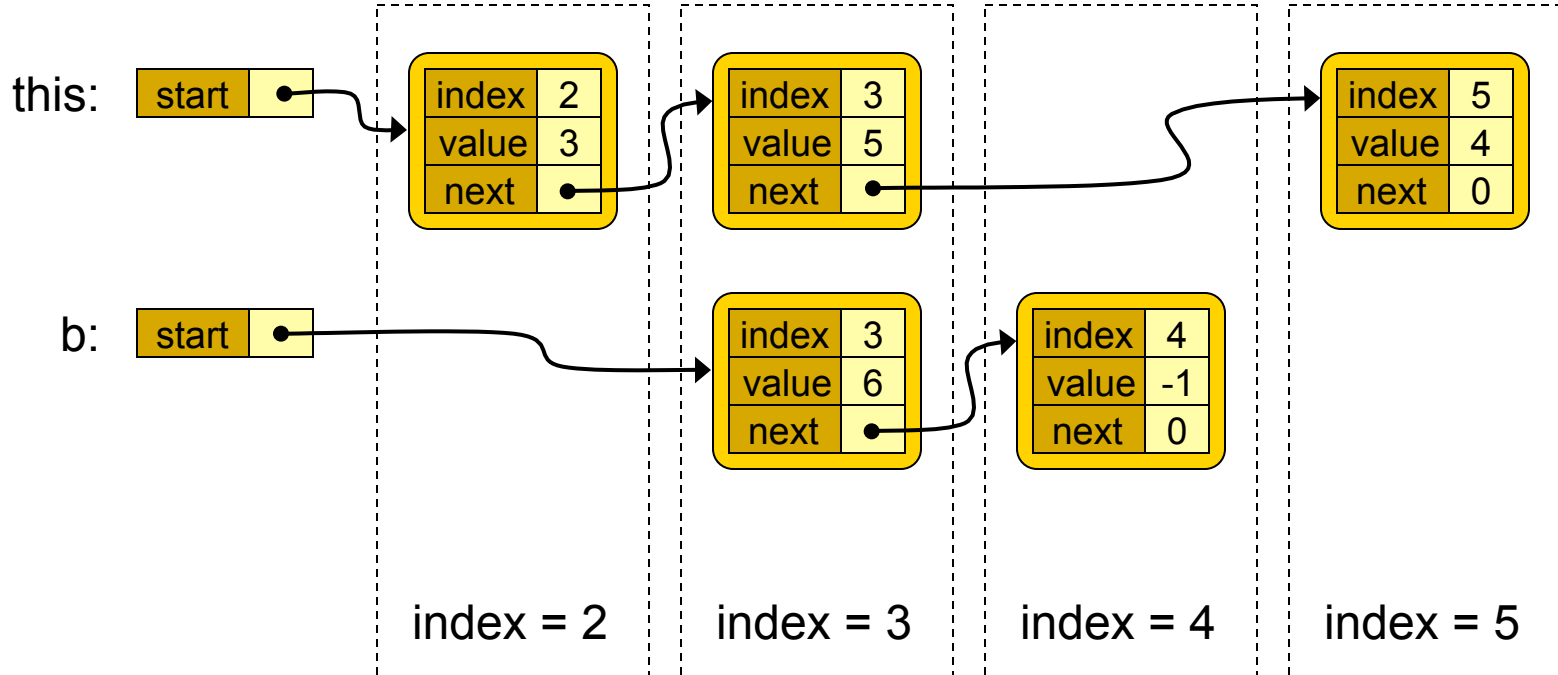 this: start index 2 index 3 index 5
value 3 value 5 value 4
next next next 0
b: start index 3 index 4
value 6 value -1
next next 0
index = 2 index = 3 index = 4 index = 5